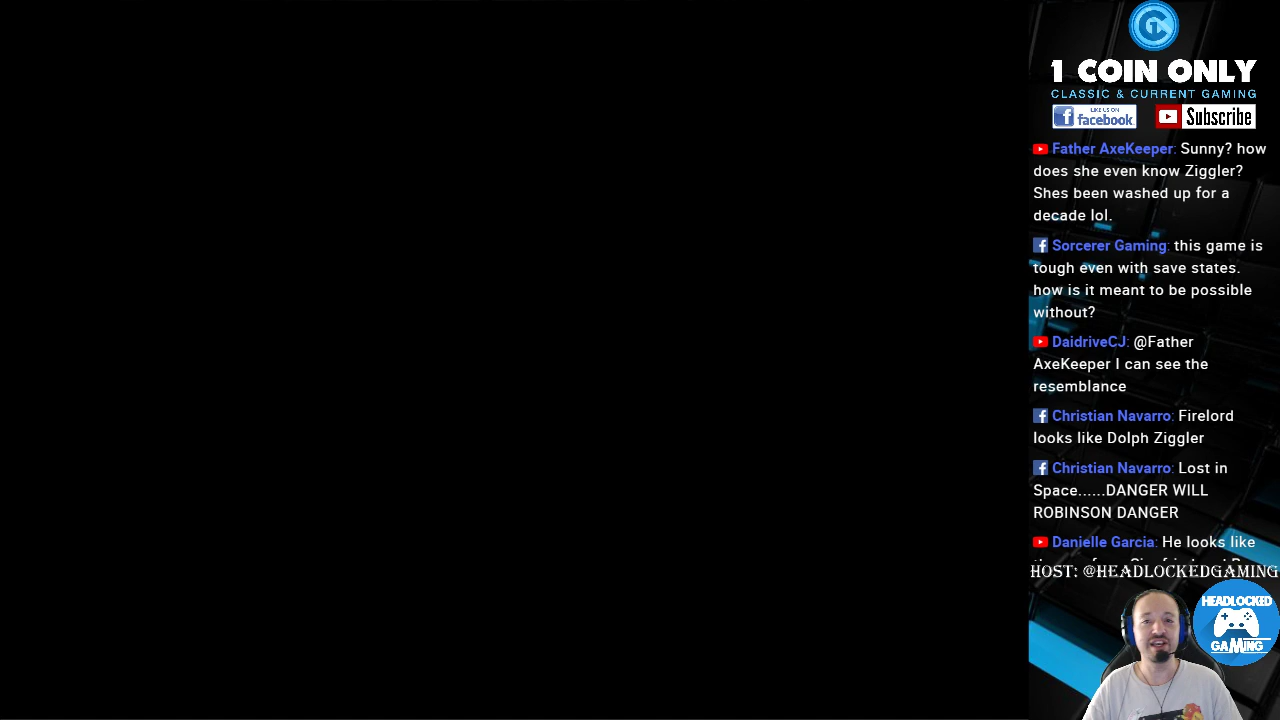 1 COIN ONLY
CLASSIC & CURRENT GAMING
LIKE US ON
facebook.
Subscribe
Father AxeKeeper: Sunny? how
does she even know Ziggler?
Shes been washed up for a
decade lol.
Sorcerer Gaming: this game is
tough even with save states.
how is it meant to be possible
without?
DaidriveCJ: @Father
AxeKeeper I can see the
resemblance
Christian Navarro: Firelord
looks like Dolph Ziggler
Christian Navarro: Lost in
Space......DANGER WILL
ROBINSON DANGER
Danielle Garcia: He looks like
HOST: @HEADLOCKEDGAMING
HEADLOCKED
GAMING